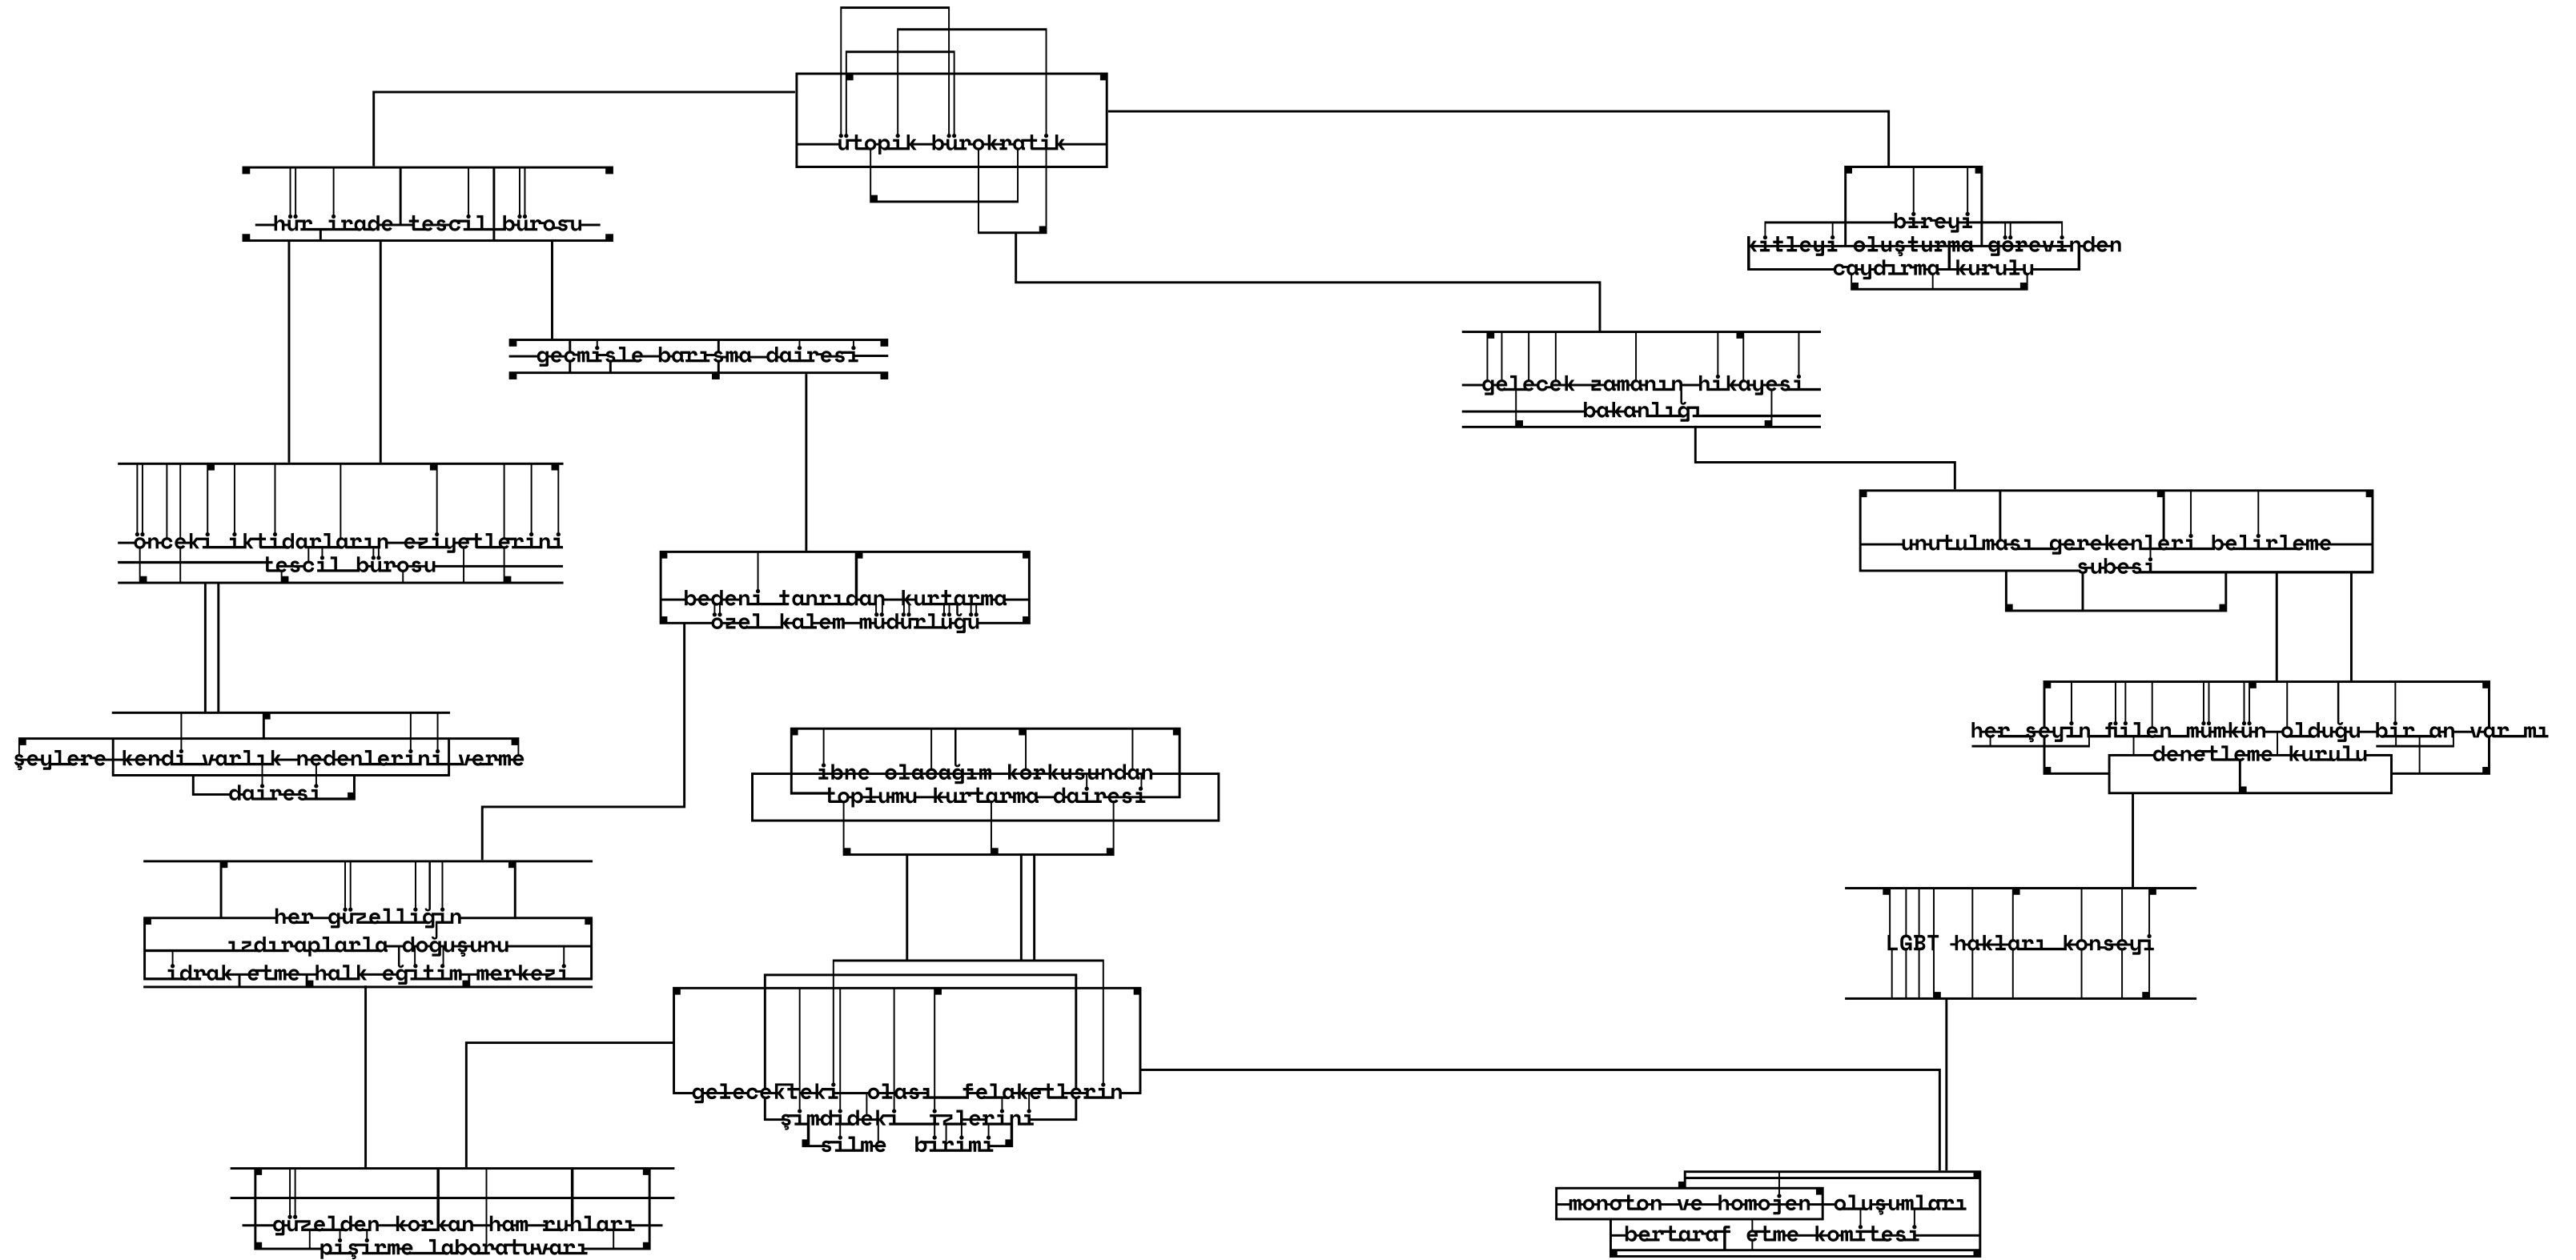 ütopik bürokratik
hür irade tescil bürosu
bireyi
kitleyi oluşturma görevinden
caydırma kurulu
geçmişle barışma dairesi
gelecek zamanın hikayesi
bakanlığı
önceki iktidarların eziyetlerini
tescil bürosu
unutulması gerekenleri belirleme
şubesi
bedeni tanrıdan kurtarma
özel kalem müdürlüğü
şeylere kendi varlık nedenlerini verme
dairesi
ibne olacağım korkusundan
toplumu kurtarma dairesi
her şeyin fiilen mümkün olduğu bir an var mı
denetleme kurulu
her güzelliğin
ızdıraplarla doğuşunu
idrak etme halk eğitim merkezi
LGBT hakları konseyi
gelecekteki olası felaketlerin
şimdideki izlerini
silme birimi
güzelden korkan ham ruhları
pişirme laboratuvarı
monoton ve homojen oluşumları
bertaraf etme komitesi